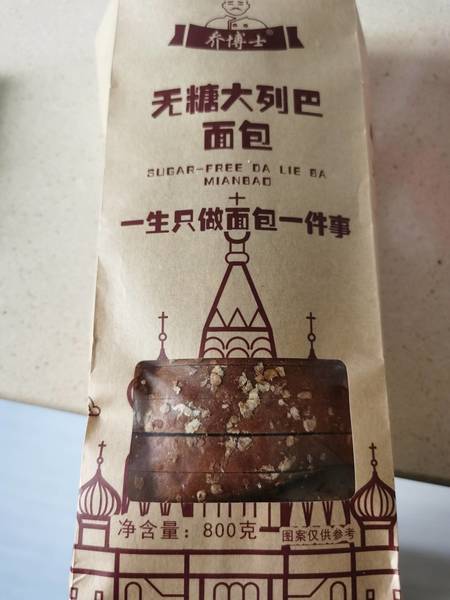 乔博士®
无糖大列巴
面包
SUGAR-FREE DA LIE BA
MIANBAO
一生只做面包一件事
净含量：800克
图案仅供参考